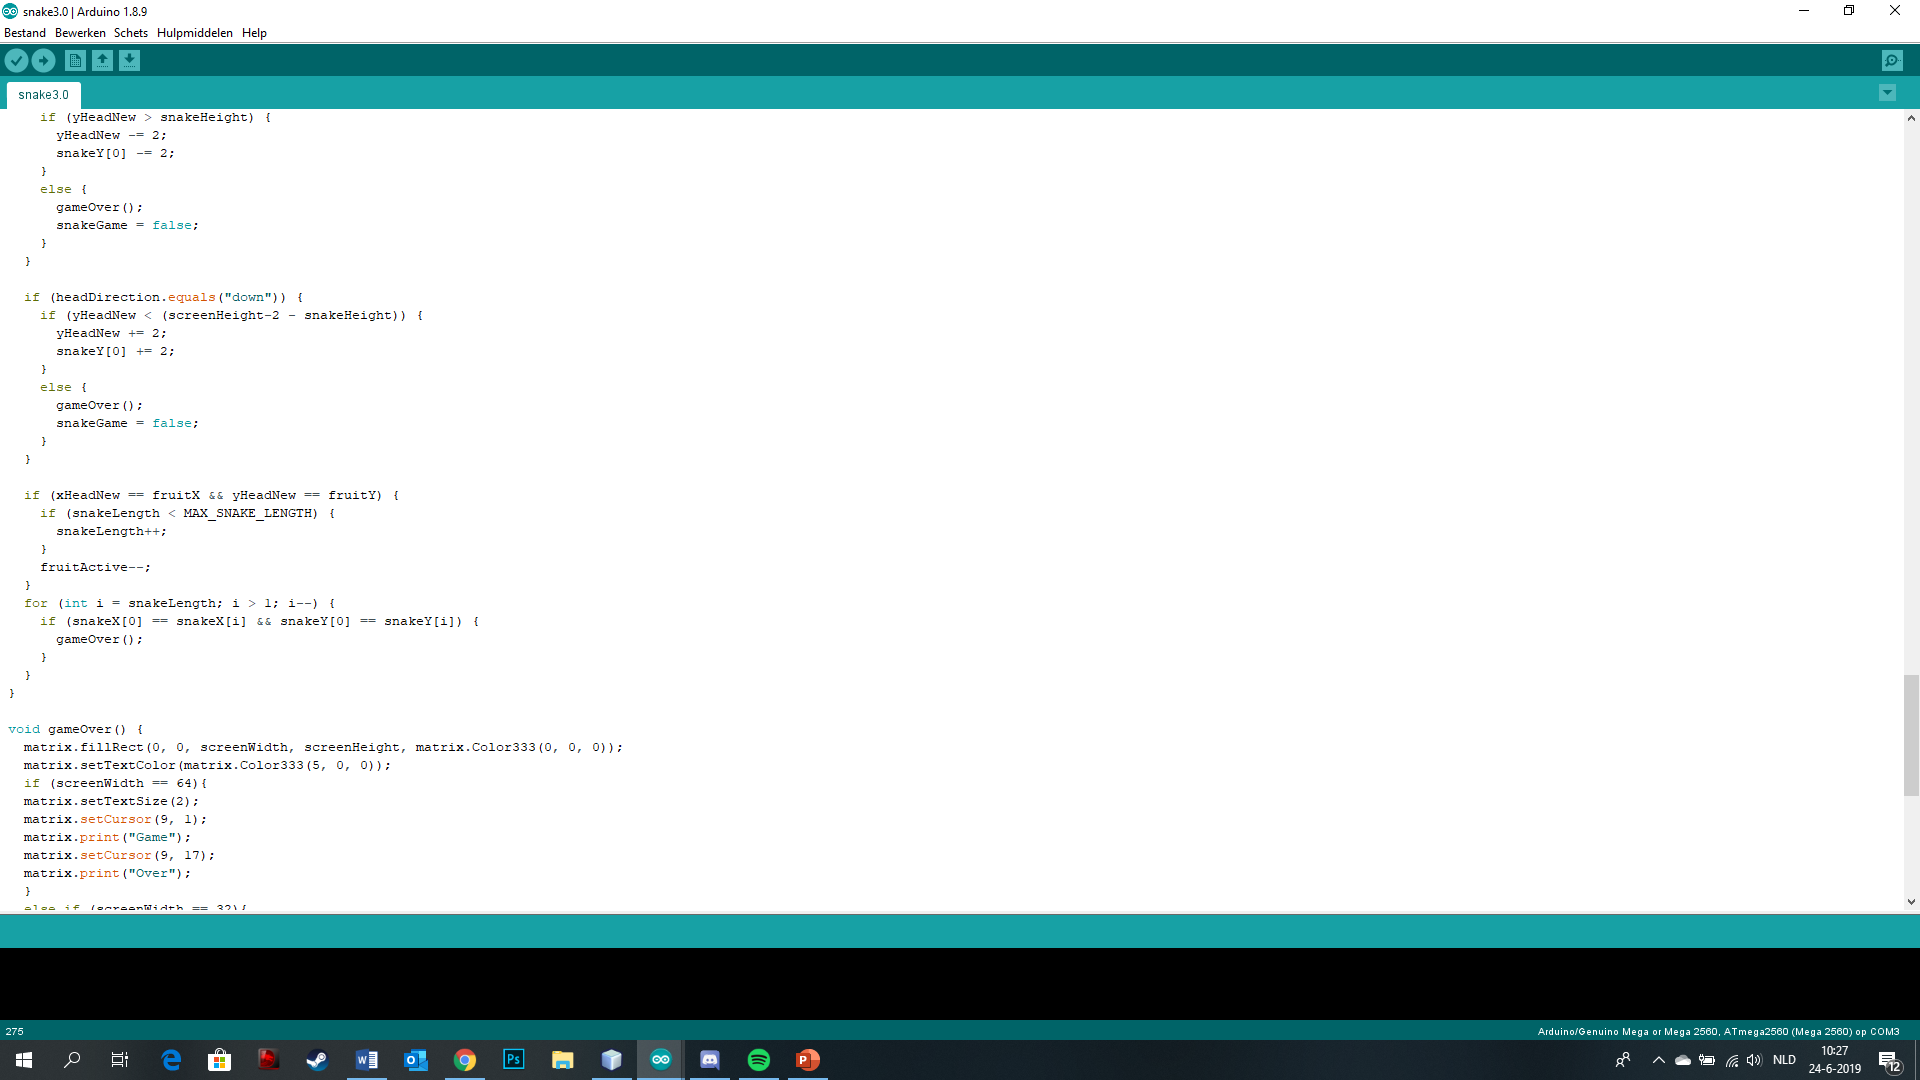 snake3.0 | Arduino 1.8.9
Bestand Bewerken Schets Hulpmiddelen Help
snake3.0
if (yHeadNew > snakeHeight) {
yHeadNew -= 2;
snakeY[0] -= 2;
}
else {
gameOver();
snakeGame = false;
}
}
if (headDirection.equals("down")) {
if (yHeadNew < (screenHeight-2 - snakeHeight)) {
yHeadNew += 2;
snakeY[0] += 2;
}
else {
gameOver();
snakeGame = false;
}
}
if (xHeadNew == fruitX && yHeadNew == fruitY) {
if (snakeLength < MAX_SNAKE_LENGTH) {
snakeLength++;
}
fruitActive--;
}
for (int i = snakeLength; i > 1; i--) {
if (snakeX[0] == snakeX[i] && snakeY[0] == snakeY[i]) {
gameOver();
}
}
}
void gameOver() {
matrix.fillRect(0, 0, screenWidth, screenHeight, matrix.Color333(0, 0, 0));
matrix.setTextColor(matrix.Color333(5, 0, 0));
if (screenWidth == 64){
matrix.setTextSize(2);
matrix.setCursor(9, 1);
matrix.print("Game");
matrix.setCursor(9, 17);
matrix.print("Over");
}
else if (screenWidth == 32){
275
Arduino/Genuino Mega or Mega 2560, ATmega2560 (Mega 2560) op COM3
Ps
NLD
10:27
24-6-2019
12